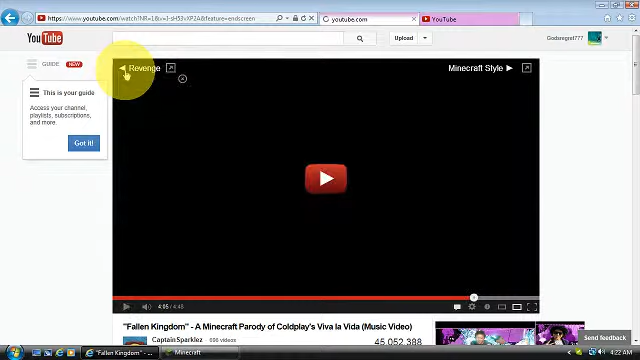 https://www.youtube.com/watch?NR=1&v=J-sH53vXP2A&feature=endscreen
youtube.com
YouTube
YouTube
Upload
Godsregret777
GUIDE NEW
Revenge
Minecraft Style
This is your guide
Access your channel,
playlists, subscriptions,
and more.
Got it!
4:05 / 4:48
"Fallen Kingdom" - A Minecraft Parody of Coldplay's Viva la Vida (Music Video)
CaptainSparklez 696 videos
45,052,388
Send feedback
"Fallen Kingdom" - ...
Minecraft
4:22 AM